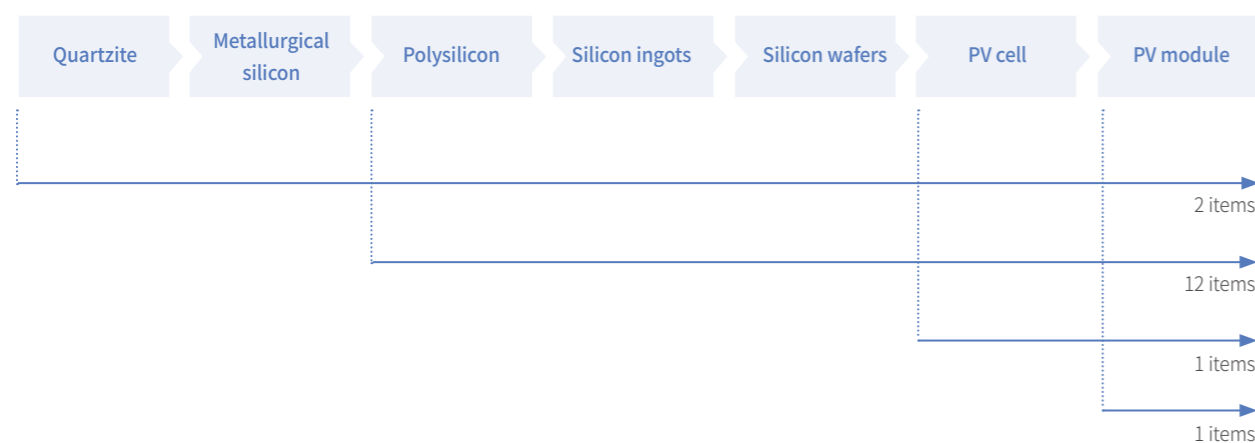 Quartzite
Metallurgical
silicon
Polysilicon
Silicon ingots
Silicon wafers
PV cell
PV module
2 items
12 items
1 items
1 items